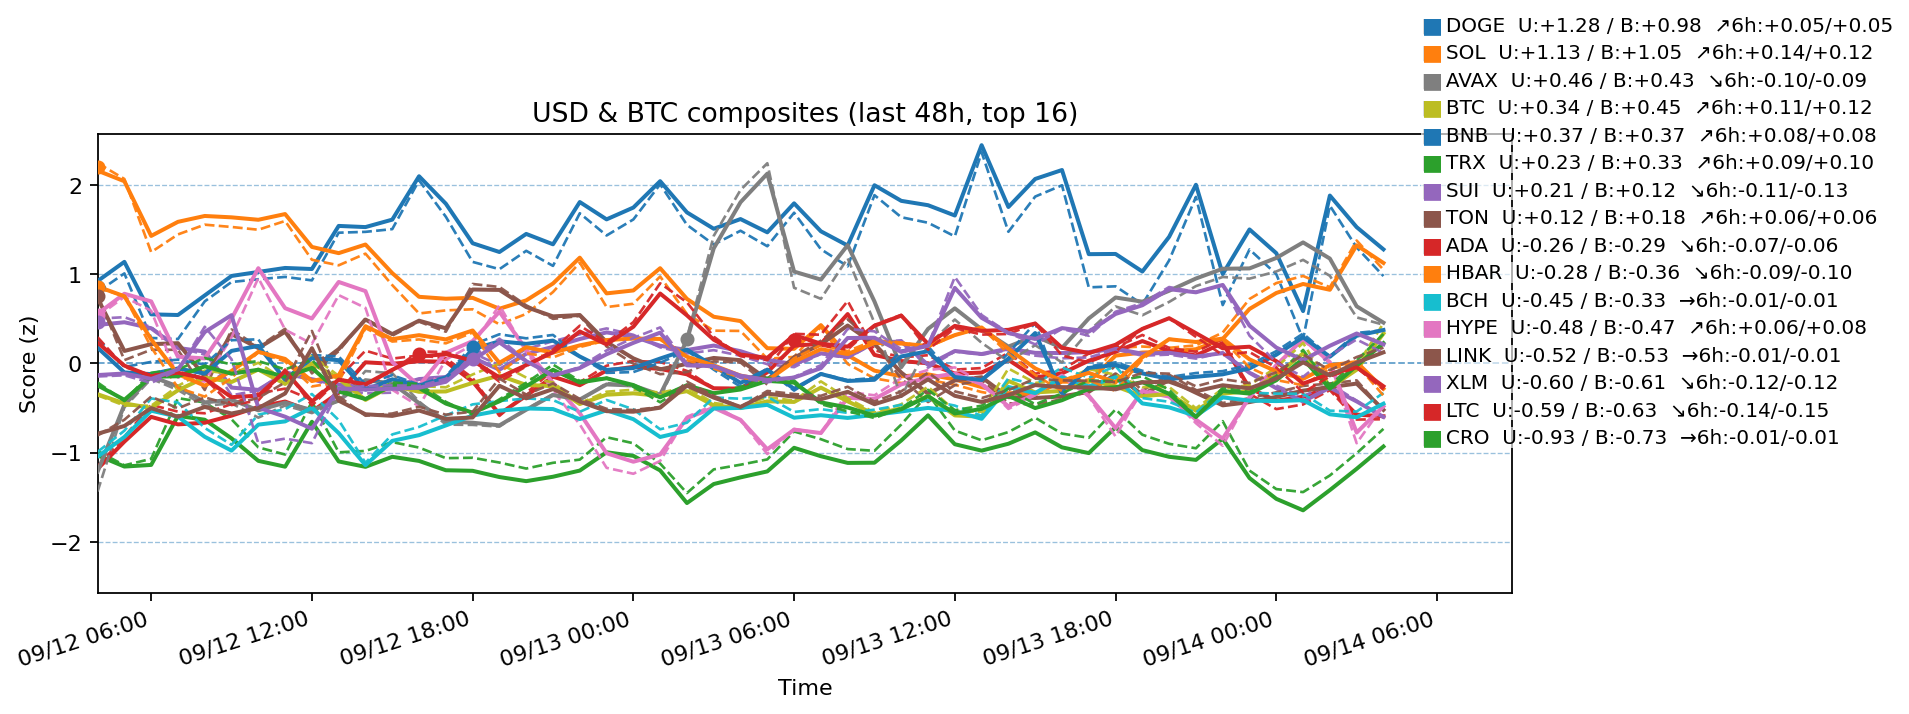 DOGE U:+1.28 / B:+0.98 ↗6h:+0.05/+0.05
SOL U:+1.13 / B:+1.05 ↗6h:+0.14/+0.12
AVAX U:+0.46 / B:+0.43 ↘6h:-0.10/-0.09
BTC U:+0.34 / B:+0.45 ↗6h:+0.11/+0.12
BNB U:+0.37 / B:+0.37 ↗6h:+0.08/+0.08
TRX U:+0.23 / B:+0.33 ↗6h:+0.09/+0.10
SUI U:+0.21 / B:+0.12 ↘6h:-0.11/-0.13
TON U:+0.12 / B:+0.18 ↗6h:+0.06/+0.06
ADA U:-0.26 / B:-0.29 ↘6h:-0.07/-0.06
HBAR U:-0.28 / B:-0.36 ↘6h:-0.09/-0.10
BCH U:-0.45 / B:-0.33 →6h:-0.01/-0.01
HYPE U:-0.48 / B:-0.47 ↗6h:+0.06/+0.08
LINK U:-0.52 / B:-0.53 →6h:-0.01/-0.01
XLM U:-0.60 / B:-0.61 ↘6h:-0.12/-0.12
LTC U:-0.59 / B:-0.63 ↘6h:-0.14/-0.15
CRO U:-0.93 / B:-0.73 →6h:-0.01/-0.01
USD & BTC composites (last 48h, top 16)
Score (z)
2
1
0
−1
−2
09/12 06:00
09/12 12:00
09/12 18:00
09/13 00:00
09/13 06:00
09/13 12:00
09/13 18:00
09/14 00:00
09/14 06:00
Time